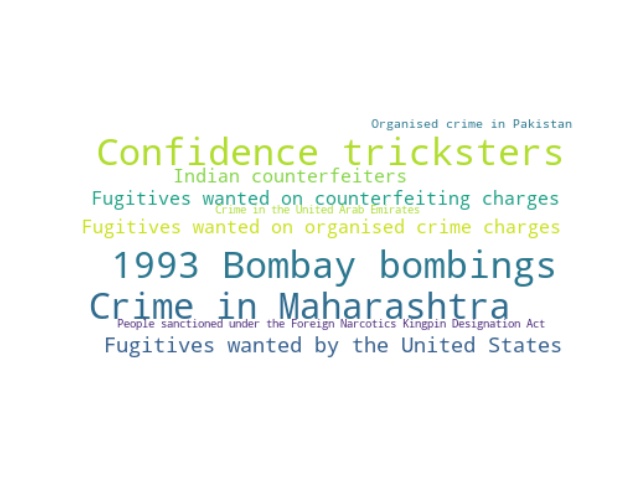 Organised crime in Pakistan
Confidence tricksters
Indian counterfeiters
Fugitives wanted on counterfeiting charges
Crime in the United Arab Emirates
Fugitives wanted on organised crime charges
1993 Bombay bombings
Crime in Maharashtra
People sanctioned under the Foreign Narcotics Kingpin Designation Act
Fugitives wanted by the United States